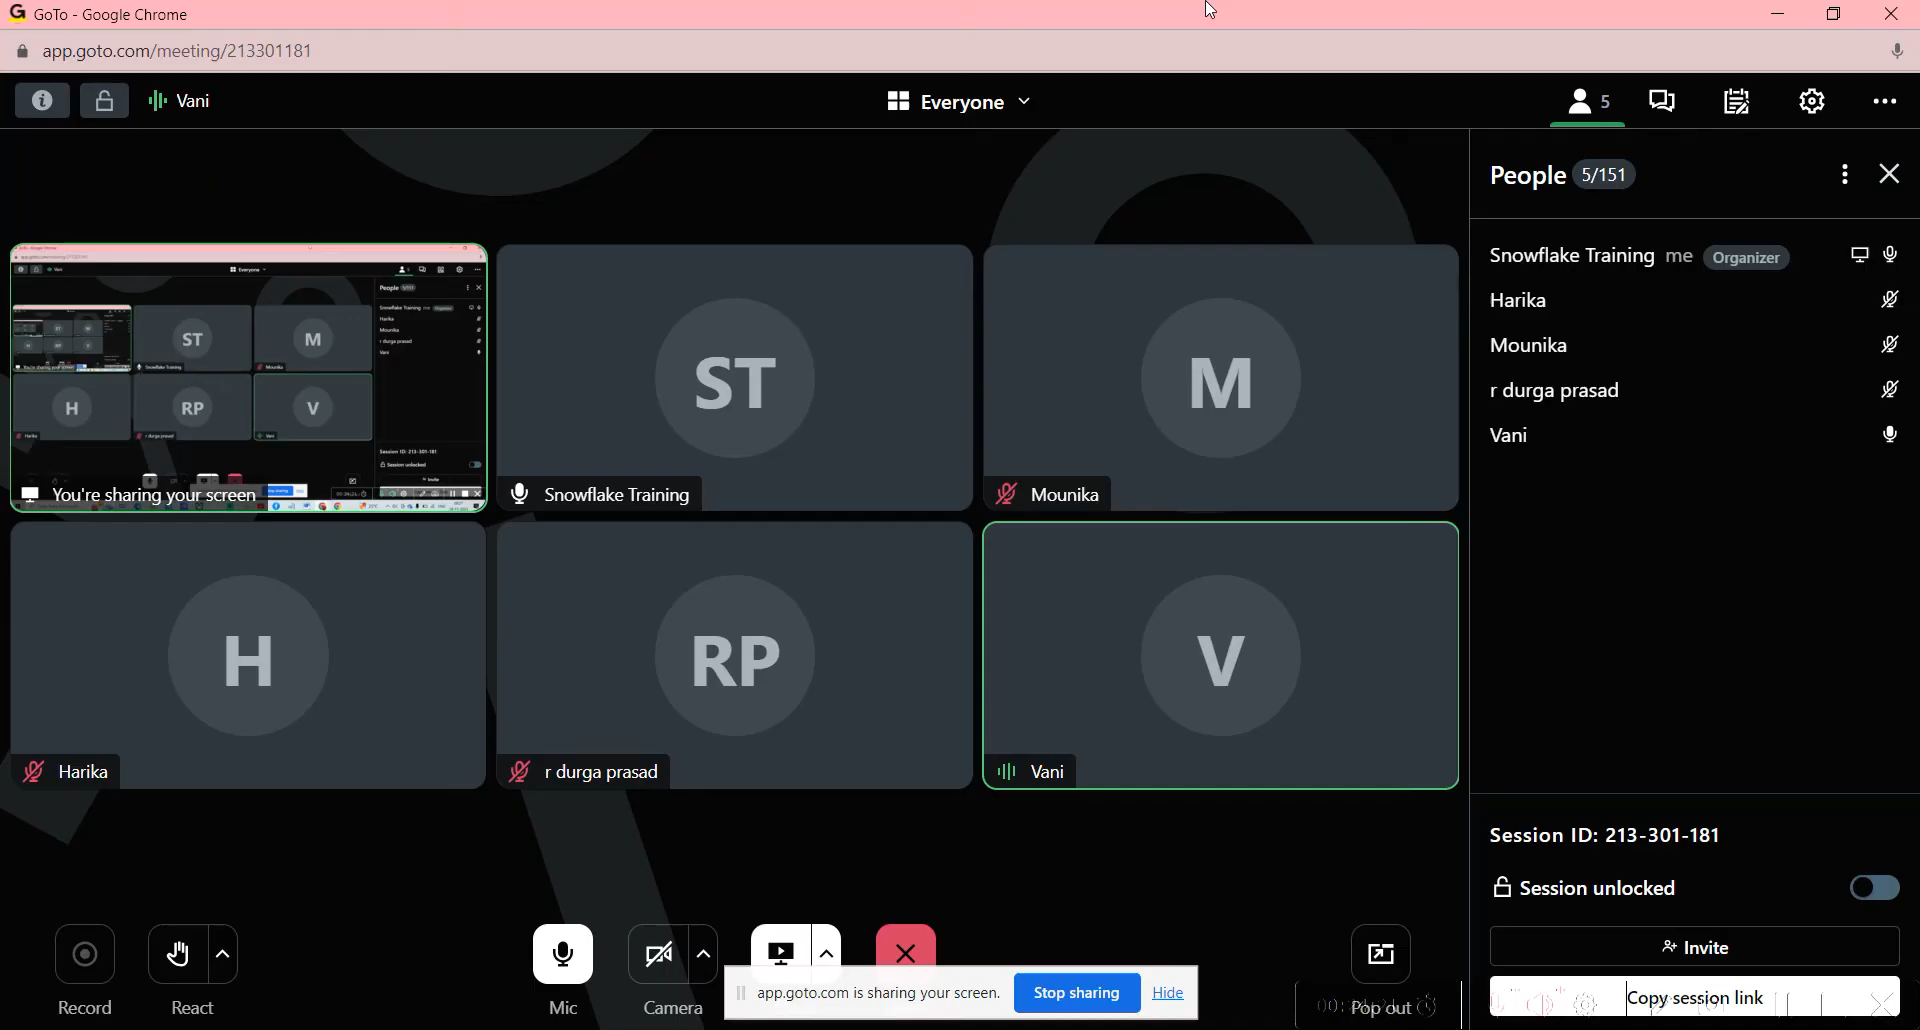 GoTo - Google Chrome
app.goto.com/meeting/213301181
Vani
Everyone
5
People 5/151
Snowflake Training me Organizer
Harika
Mounika
r durga prasad
Vani
ST
M
You're sharing your screen
Snowflake Training
Mounika
H
RP
V
Harika
r durga prasad
Vani
Session ID: 213-301-181
Session unlocked
Invite
Copy session link
Record
React
Mic
Camera
app.goto.com is sharing your screen.
Stop sharing
Hide
Pop out